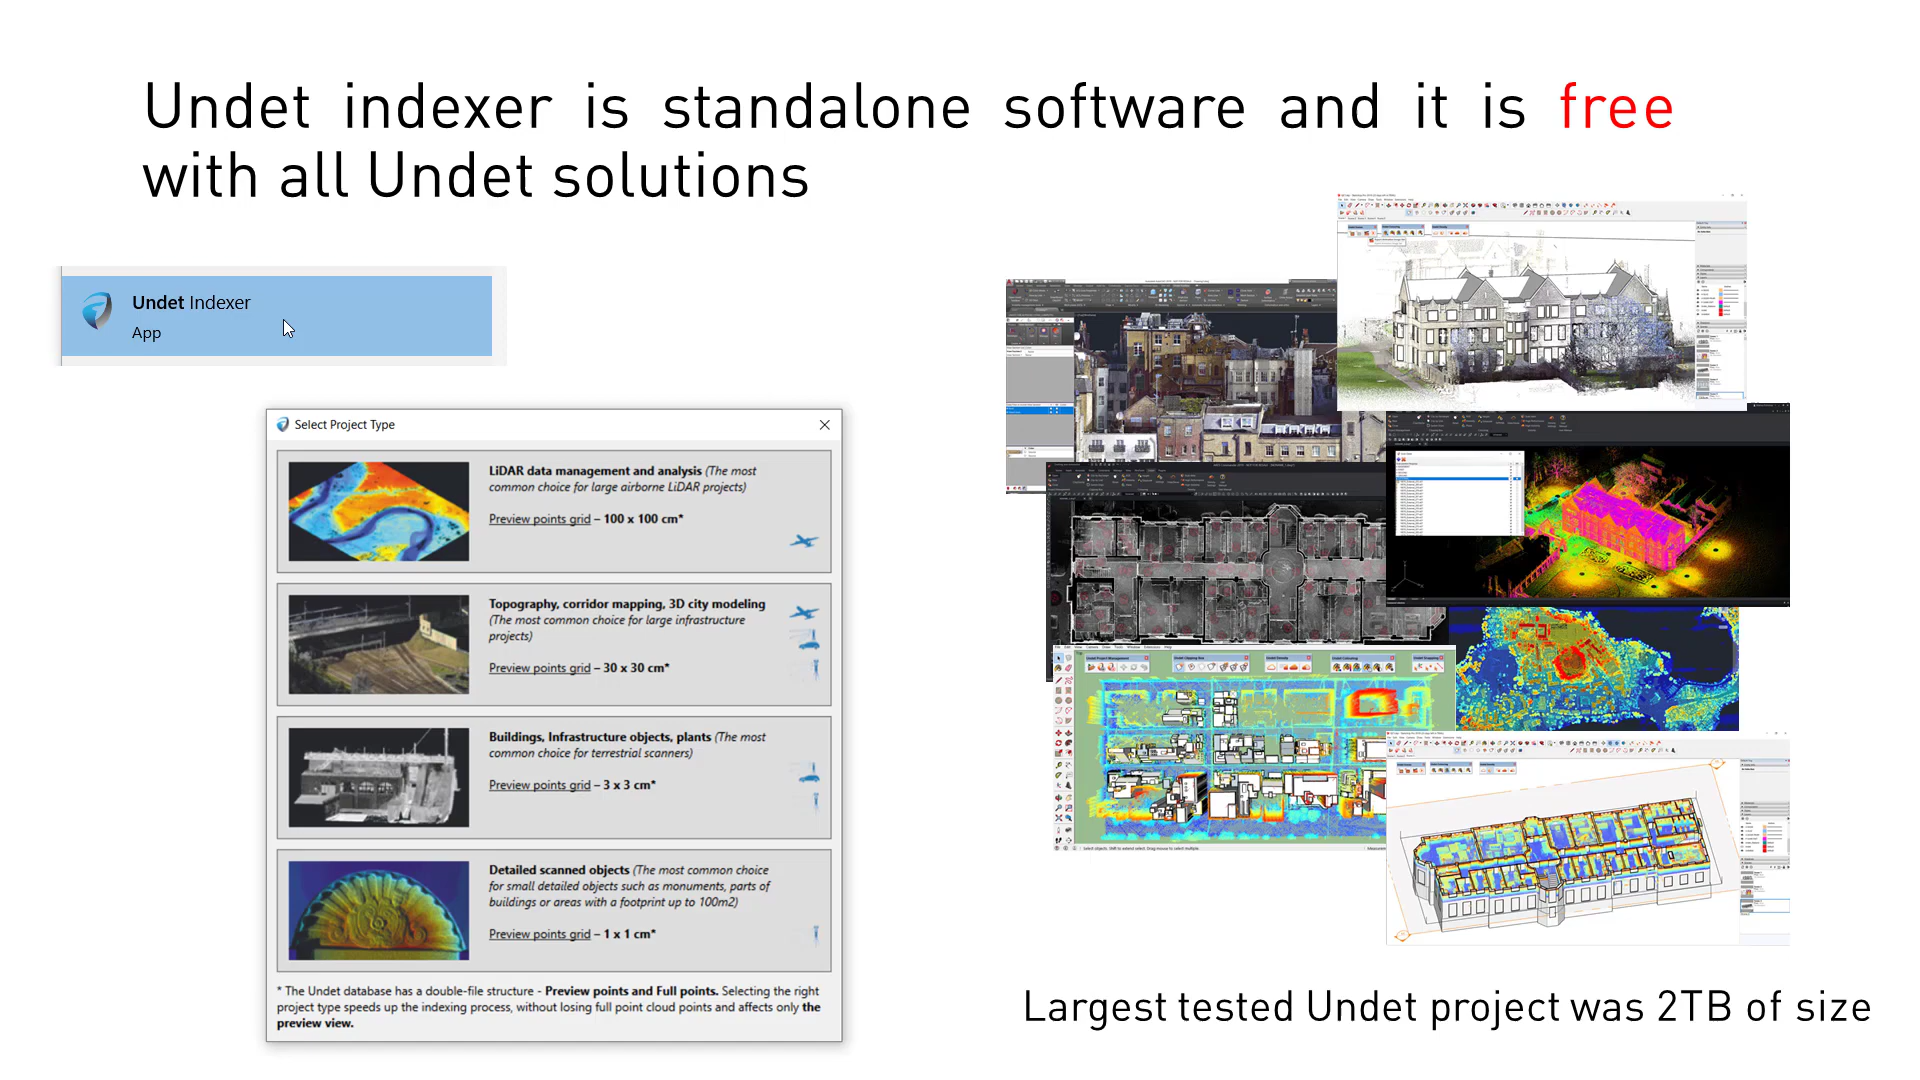 Undet indexer is standalone software and it is free
with all Undet solutions
Undet Indexer
App
Select Project Type
LiDAR data management and analysis (The most
common choice for large airborne LiDAR projects)
Preview points grid – 100 x 100 cm*
Topography, corridor mapping, 3D city modeling
(The most common choice for large infrastructure
projects)
Preview points grid – 30 x 30 cm*
Buildings, Infrastructure objects, plants (The most
common choice for terrestrial scanners)
Preview points grid – 3 x 3 cm*
Detailed scanned objects (The most common choice
for small detailed objects such as monuments, parts of
buildings or areas with a footprint up to 100m2)
Preview points grid – 1 x 1 cm*
* The Undet database has a double-file structure - Preview points and Full points. Selecting the right
project type speeds up the indexing process, without losing full point cloud points and affects only the
preview view.
Largest tested Undet project was 2TB of size